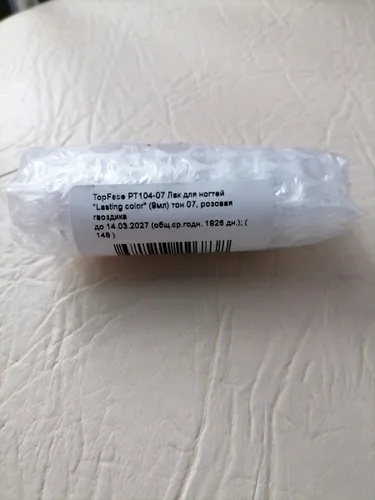 TopFace PT104-07 Лак для ногтей
"Lasting color" (9мл) тон 07, розовая
гвоздика
до 14.03.2027 (общ.ср.годн. 1826 дн.); (
148 )